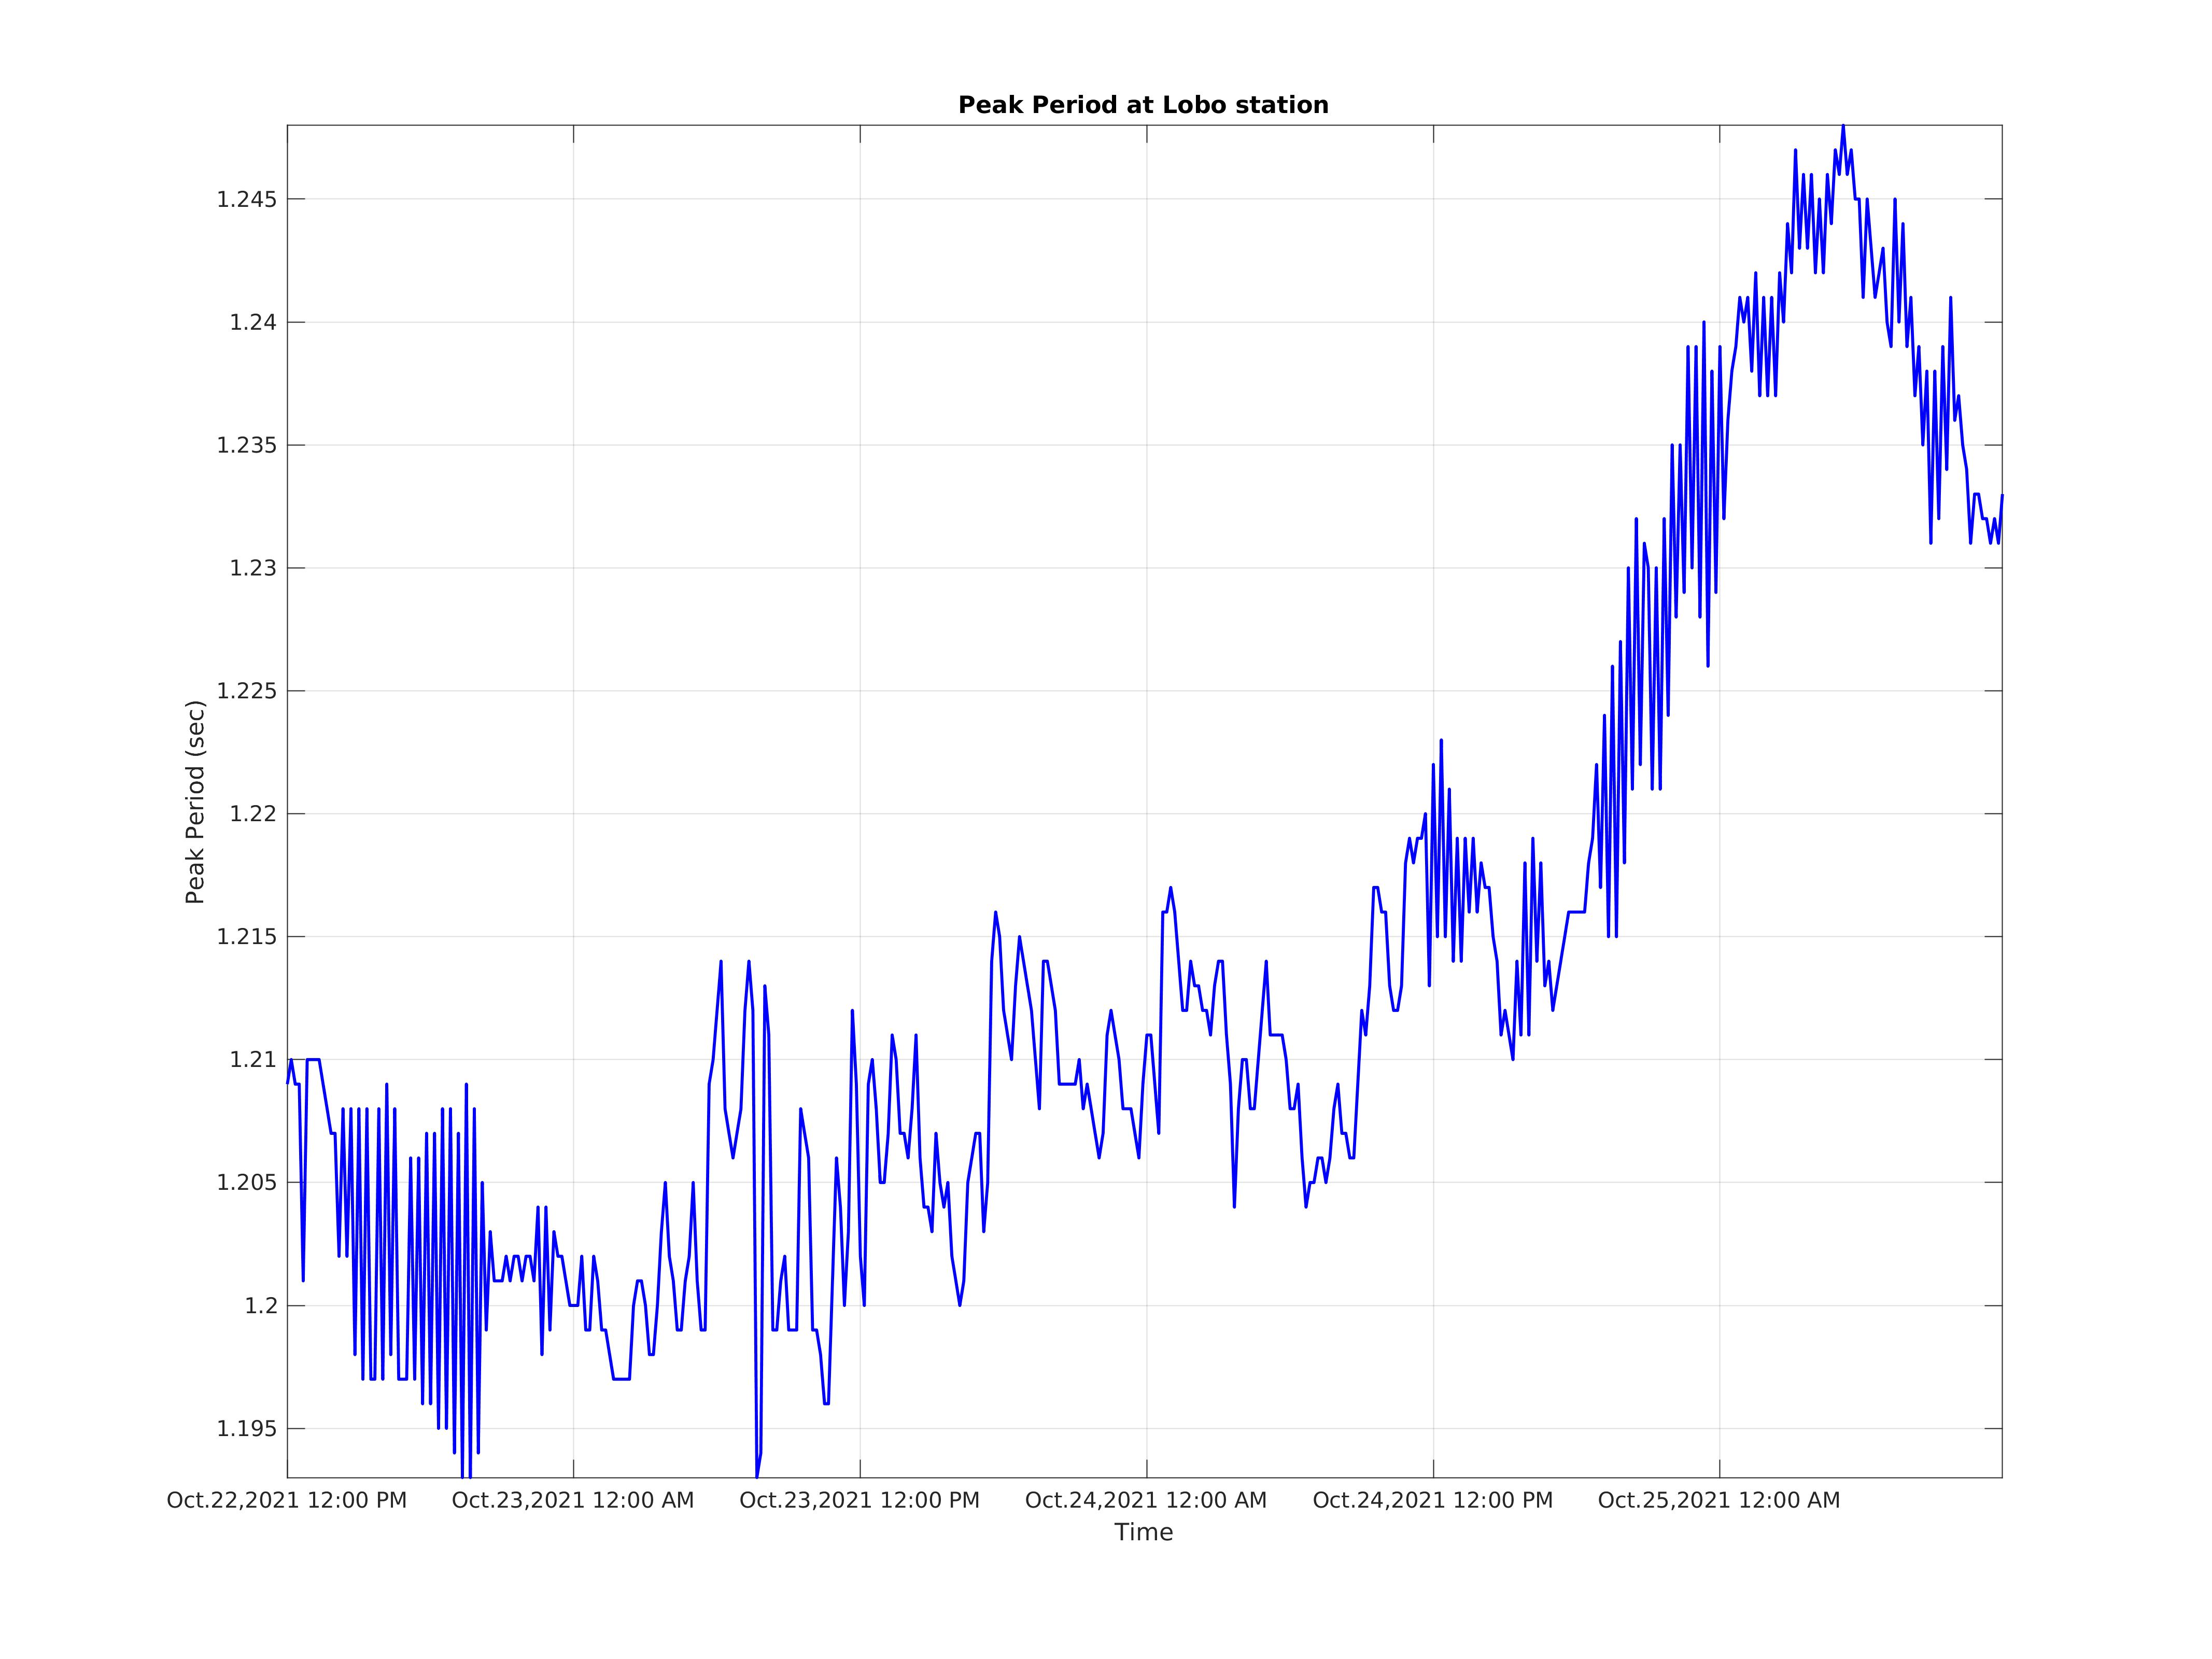 Peak Period at Lobo station
Peak Period (sec)
1.245
1.24
1.235
1.23
1.225
1.22
1.215
1.21
1.205
1.2
1.195
Oct.22,2021 12:00 PM
Oct.23,2021 12:00 AM
Oct.23,2021 12:00 PM
Oct.24,2021 12:00 AM
Oct.24,2021 12:00 PM
Oct.25,2021 12:00 AM
Time